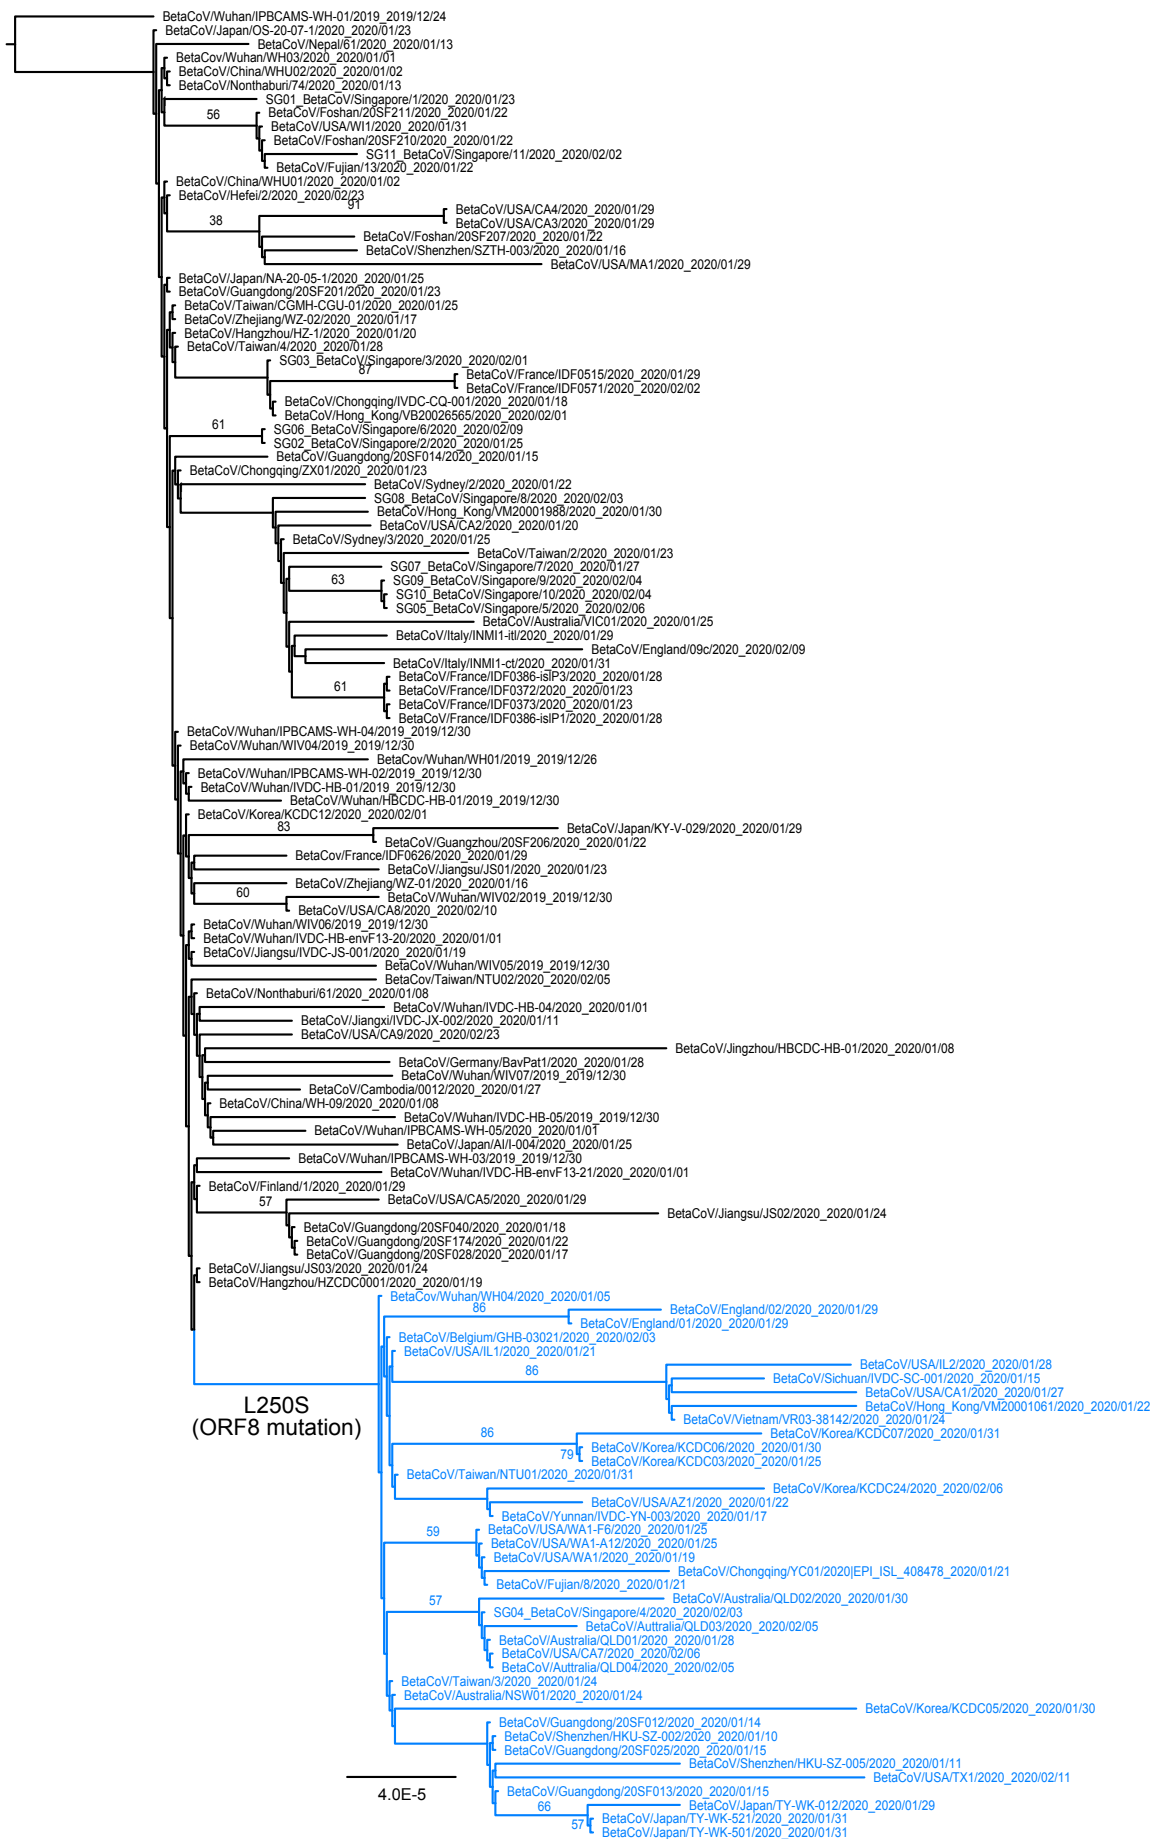 BetaCoV/Wuhan/IPBCAMS-WH-01/2019_2019/12/24
BetaCoV/Japan/OS-20-07-1/2020_2020/01/23
BetaCoV/Nepal/61/2020_2020/01/13
BetaCov/Wuhan/WH03/2020_2020/01/01
BetaCoV/China/WHU02/2020_2020/01/02
BetaCoV/Nonthaburi/74/2020_2020/01/13
SG01_BetaCoV/Singapore/1/2020_2020/01/23
56
BetaCoV/Foshan/20SF211/2020_2020/01/22
BetaCoV/USA/WI1/2020_2020/01/31
BetaCoV/Foshan/20SF210/2020_2020/01/22
SG11_BetaCoV/Singapore/11/2020_2020/02/02
BetaCoV/Fujian/13/2020_2020/01/22
BetaCoV/China/WHU01/2020_2020/01/02
BetaCoV/Hefei/2/2020_2020/02/23
91
BetaCoV/USA/CA4/2020_2020/01/29
38
BetaCoV/USA/CA3/2020_2020/01/29
BetaCoV/Foshan/20SF207/2020_2020/01/22
BetaCoV/Shenzhen/SZTH-003/2020_2020/01/16
BetaCoV/USA/MA1/2020_2020/01/29
BetaCoV/Japan/NA-20-05-1/2020_2020/01/25
BetaCoV/Guangdong/20SF201/2020_2020/01/23
BetaCoV/Taiwan/CGMH-CGU-01/2020_2020/01/25
BetaCoV/Zhejiang/WZ-02/2020_2020/01/17
BetaCoV/Hangzhou/HZ-1/2020_2020/01/20
BetaCoV/Taiwan/4/2020_2020/01/28
SG03_BetaCoV/Singapore/3/2020_2020/02/01
87
BetaCoV/France/IDF0515/2020_2020/01/29
BetaCoV/France/IDF0571/2020_2020/02/02
BetaCoV/Chongqing/IVDC-CQ-001/2020_2020/01/18
BetaCoV/Hong_Kong/VB20026565/2020_2020/02/01
61
SG06_BetaCoV/Singapore/6/2020_2020/02/09
SG02_BetaCoV/Singapore/2/2020_2020/01/25
BetaCoV/Guangdong/20SF014/2020_2020/01/15
BetaCoV/Chongqing/ZX01/2020_2020/01/23
BetaCoV/Sydney/2/2020_2020/01/22
SG08_BetaCoV/Singapore/8/2020_2020/02/03
BetaCoV/Hong_Kong/VM20001988/2020_2020/01/30
BetaCoV/USA/CA2/2020_2020/01/20
BetaCoV/Sydney/3/2020_2020/01/25
BetaCoV/Taiwan/2/2020_2020/01/23
SG07_BetaCoV/Singapore/7/2020_2020/01/27
63
SG09_BetaCoV/Singapore/9/2020_2020/02/04
SG10_BetaCoV/Singapore/10/2020_2020/02/04
SG05_BetaCoV/Singapore/5/2020_2020/02/06
BetaCoV/Australia/VIC01/2020_2020/01/25
BetaCoV/Italy/INMI1-itl/2020_2020/01/29
BetaCoV/England/09c/2020_2020/02/09
BetaCoV/Italy/INMI1-ct/2020_2020/01/31
BetaCoV/France/IDF0386-isIP3/2020_2020/01/28
61
BetaCoV/France/IDF0372/2020_2020/01/23
BetaCoV/France/IDF0373/2020_2020/01/23
BetaCoV/France/IDF0386-isIP1/2020_2020/01/28
BetaCoV/Wuhan/IPBCAMS-WH-04/2019_2019/12/30
BetaCoV/Wuhan/WIV04/2019_2019/12/30
BetaCov/Wuhan/WH01/2019_2019/12/26
BetaCoV/Wuhan/IPBCAMS-WH-02/2019_2019/12/30
BetaCoV/Wuhan/IVDC-HB-01/2019_2019/12/30
BetaCoV/Wuhan/HBCDC-HB-01/2019_2019/12/30
BetaCoV/Korea/KCDC12/2020_2020/02/01
83
BetaCoV/Japan/KY-V-029/2020_2020/01/29
BetaCoV/Guangzhou/20SF206/2020_2020/01/22
BetaCov/France/IDF0626/2020_2020/01/29
BetaCoV/Jiangsu/JS01/2020_2020/01/23
BetaCoV/Zhejiang/WZ-01/2020_2020/01/16
60
BetaCoV/Wuhan/WIV02/2019_2019/12/30
BetaCoV/USA/CA8/2020_2020/02/10
BetaCoV/Wuhan/WIV06/2019_2019/12/30
BetaCoV/Wuhan/IVDC-HB-envF13-20/2020_2020/01/01
BetaCoV/Jiangsu/IVDC-JS-001/2020_2020/01/19
BetaCoV/Wuhan/WIV05/2019_2019/12/30
BetaCov/Taiwan/NTU02/2020_2020/02/05
BetaCoV/Nonthaburi/61/2020_2020/01/08
BetaCoV/Wuhan/IVDC-HB-04/2020_2020/01/01
BetaCoV/Jiangxi/IVDC-JX-002/2020_2020/01/11
BetaCoV/USA/CA9/2020_2020/02/23
BetaCoV/Jingzhou/HBCDC-HB-01/2020_2020/01/08
BetaCoV/Germany/BavPat1/2020_2020/01/28
BetaCoV/Wuhan/WIV07/2019_2019/12/30
BetaCoV/Cambodia/0012/2020_2020/01/27
BetaCoV/China/WH-09/2020_2020/01/08
BetaCoV/Wuhan/IVDC-HB-05/2019_2019/12/30
BetaCoV/Wuhan/IPBCAMS-WH-05/2020_2020/01/01
BetaCoV/Japan/AI/I-004/2020_2020/01/25
BetaCoV/Wuhan/IPBCAMS-WH-03/2019_2019/12/30
BetaCoV/Wuhan/IVDC-HB-envF13-21/2020_2020/01/01
BetaCoV/Finland/1/2020_2020/01/29
57
BetaCoV/USA/CA5/2020_2020/01/29
BetaCoV/Jiangsu/JS02/2020_2020/01/24
BetaCoV/Guangdong/20SF040/2020_2020/01/18
BetaCoV/Guangdong/20SF174/2020_2020/01/22
BetaCoV/Guangdong/20SF028/2020_2020/01/17
BetaCoV/Jiangsu/JS03/2020_2020/01/24
BetaCoV/Hangzhou/HZCDC0001/2020_2020/01/19
BetaCov/Wuhan/WH04/2020_2020/01/05
86
BetaCoV/England/02/2020_2020/01/29
BetaCoV/England/01/2020_2020/01/29
BetaCoV/Belgium/GHB-03021/2020_2020/02/03
BetaCoV/USA/IL1/2020_2020/01/21
86
BetaCoV/USA/IL2/2020_2020/01/28
BetaCoV/Sichuan/IVDC-SC-001/2020_2020/01/15
BetaCoV/USA/CA1/2020_2020/01/27
L250S
BetaCoV/Hong_Kong/VM20001061/2020_2020/01/22
BetaCoV/Vietnam/VR03-38142/2020_2020/01/24
(ORF8 mutation)
86
BetaCoV/Korea/KCDC07/2020_2020/01/31
BetaCoV/Korea/KCDC06/2020_2020/01/30
79
BetaCoV/Korea/KCDC03/2020_2020/01/25
BetaCoV/Taiwan/NTU01/2020_2020/01/31
BetaCoV/Korea/KCDC24/2020_2020/02/06
BetaCoV/USA/AZ1/2020_2020/01/22
BetaCoV/Yunnan/IVDC-YN-003/2020_2020/01/17
59
BetaCoV/USA/WA1-F6/2020_2020/01/25
BetaCoV/USA/WA1-A12/2020_2020/01/25
BetaCoV/USA/WA1/2020_2020/01/19
BetaCoV/Chongqing/YC01/2020|EPI_ISL_408478_2020/01/21
BetaCoV/Fujian/8/2020_2020/01/21
57
BetaCoV/Australia/QLD02/2020_2020/01/30
SG04_BetaCoV/Singapore/4/2020_2020/02/03
BetaCoV/Auttralia/QLD03/2020_2020/02/05
BetaCoV/Australia/QLD01/2020_2020/01/28
BetaCoV/USA/CA7/2020_2020/02/06
BetaCoV/Auttralia/QLD04/2020_2020/02/05
BetaCoV/Taiwan/3/2020_2020/01/24
BetaCoV/Australia/NSW01/2020_2020/01/24
BetaCoV/Korea/KCDC05/2020_2020/01/30
BetaCoV/Guangdong/20SF012/2020_2020/01/14
BetaCoV/Shenzhen/HKU-SZ-002/2020_2020/01/10
BetaCoV/Guangdong/20SF025/2020_2020/01/15
BetaCoV/Shenzhen/HKU-SZ-005/2020_2020/01/11
BetaCoV/USA/TX1/2020_2020/02/11
4.0E-5
BetaCoV/Guangdong/20SF013/2020_2020/01/15
66
BetaCoV/Japan/TY-WK-012/2020_2020/01/29
57
BetaCoV/Japan/TY-WK-521/2020_2020/01/31
BetaCoV/Japan/TY-WK-501/2020_2020/01/31